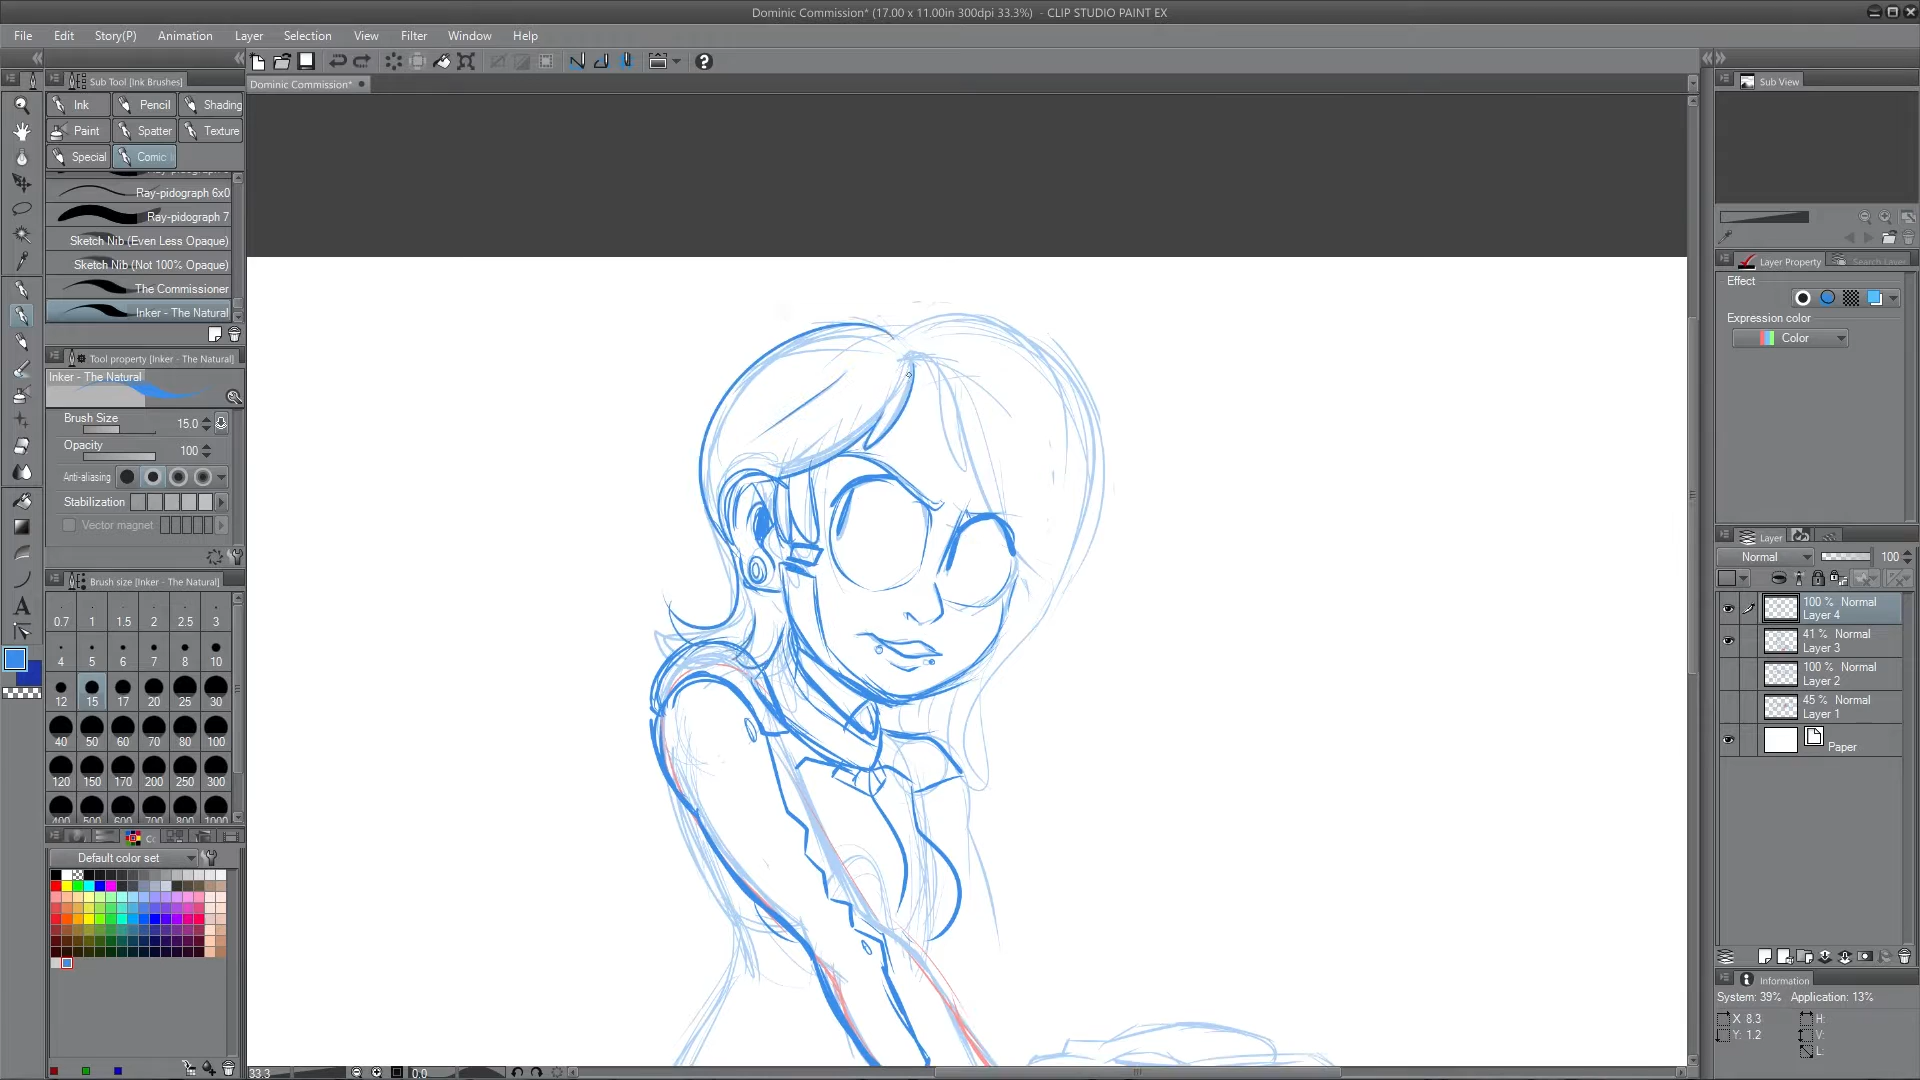 Dominic Commission* (17.00 x 11.00in 300dpi 33.3%) - CLIP STUDIO PAINT EX
File Edit Story(P) Animation Layer Selection Filter View Window Help
Sub Tool [Ink Brushes]
Dominic Commission*
Ink Pencil Shading
Paint Spatter Texture
Special Comic
Ray-pidograph 6x0
Ray-pidograph 7
Sketch Nib (Even Less Opaque)
Sketch Nib (Not 100% Opaque)
The Commissioner
Inker - The Natural
Tool property [Inker - The Natural]
Inker - The Natural
Brush Size 15.0
Opacity 100
Anti-aliasing
Stabilization
Vector magnet
Brush size [Inker - The Natural]
0.7 1 1.5 2 2.5 3
4 5 6 7 8 10
12 15 17 20 25 30
40 50 60 70 80 100
120 150 170 200 250 300
400 500 600 700 800 1000
Default color set
33.3 0.0
Sub View
Layer Property Search Layer
Effect
Expression color
Color
Layer
Normal 100
100 % Normal
Layer 4
41 % Normal
Layer 3
100 % Normal
Layer 2
45 % Normal
Layer 1
Paper
Information
System: 39% Application: 13%
X 8.3 H:
Y: 1.2 V:
L: